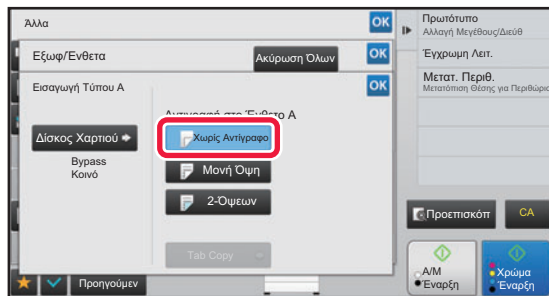 Άλλα
OK
Εξωφ/Ένθετα
Ακύρωση Όλων
OK
Εισαγωγή Τύπου Α
OK
Αντιγραφή στο Ένθετο Α
Δίσκος Χαρτιού
Bypass
Κοινό
Χωρίς Αντίγραφο
Μονή Όψη
2-Όψεων
Tab Copy
Προηγούμεν
Πρωτότυπο
Αλλαγή Μεγέθους/Διεύθ
Έγχρωμη Λειτ.
Μετατ. Περιθ.
Μετατόπιση Θέσης για Περιθώριο
Προεπισκόπ
CA
Α/Μ
Έναρξη
Χρώμα
Έναρξη